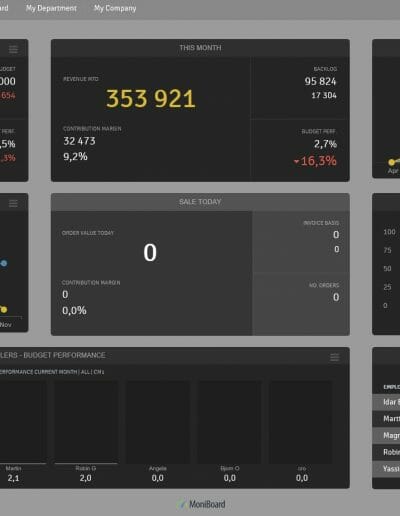 ard My Department My Company
THIS MONTH
BUDGET
000
654
T PERF.
,5%
,3%
REVENUE MTD
353 921
BACKLOG
95 824
17 304
CONTRIBUTION MARGIN
32 473
9,2%
BUDGET PERF.
2,7%
16,3%
Apr
SALE TODAY
ORDER VALUE TODAY
0
INVOICE BASIS
0
0
CONTRIBUTION MARGIN
0
0,0%
NO. ORDERS
0
0
Nov
100
75
50
25
0
LERS - BUDGET PERFORMANCE
ERFORMANCE CURRENT MONTH | ALL | CM1
Martin
2,1
Robin G
2,0
Angela
0,0
Bjorn O
0,0
cro
0,0
EMPL
Idar
Mart
Magn
Robin
Yassi
MoniBoard